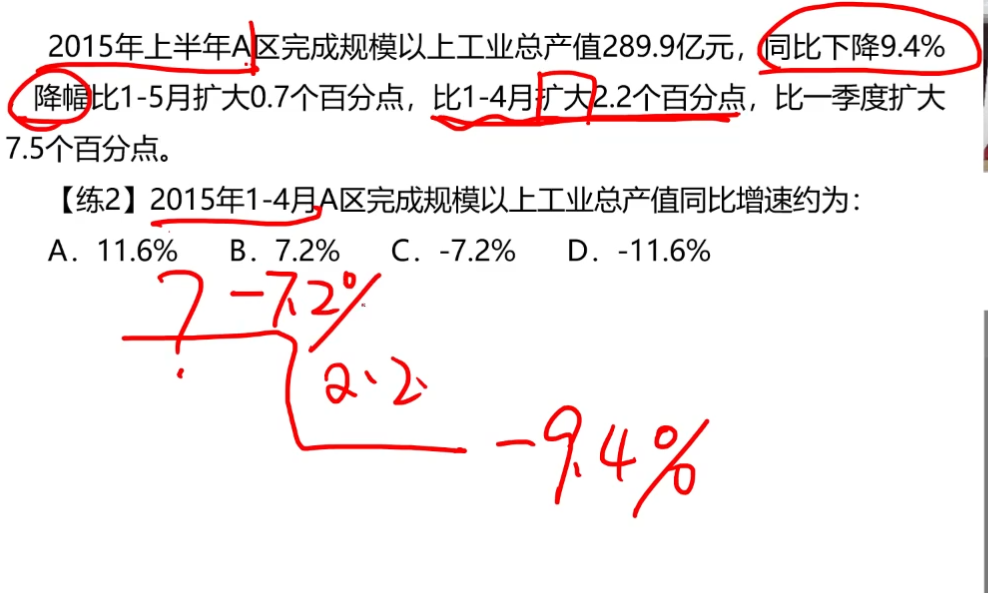 2015年上半年A区完成规模以上工业总产值289.9亿元，同比下降9.4%
降幅比1-5月扩大0.7个百分点，比1-4月扩大2.2个百分点，比一季度扩大
7.5个百分点。
【练2】2015年1-4月A区完成规模以上工业总产值同比增速约为：
A．11.6% B．7.2% C．-7.2% D．-11.6%
? -7.2%
2.2
-9.4%